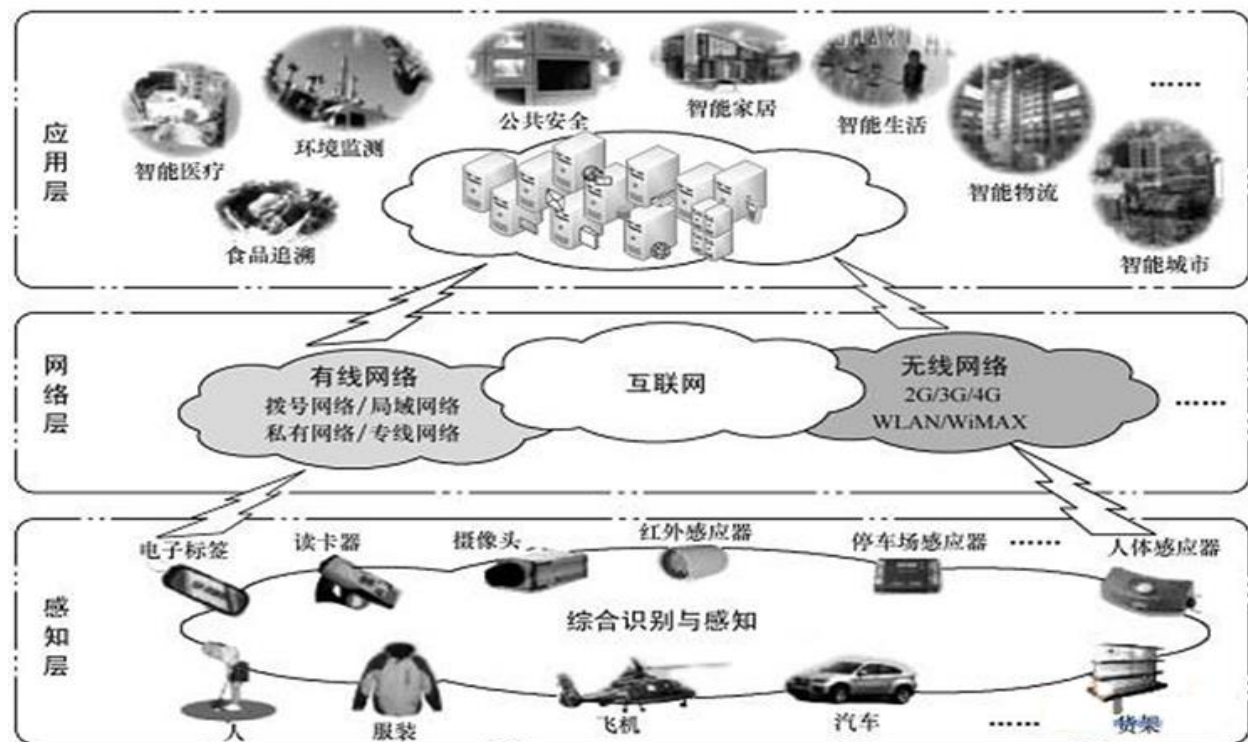 应用层
智能医疗
环境监测
公共安全
智能家居
智能生活
智能物流
智能城市
食品追溯
......
网络层
有线网络
拨号网络/局域网络
私有网络/专线网络
互联网
无线网络
2G/3G/4G
WLAN/WiMAX
......
感知层
电子标签
读卡器
摄像头
红外感应器
停车场感应器
......
人体感应器
综合识别与感知
人
服装
飞机
汽车
......
货架